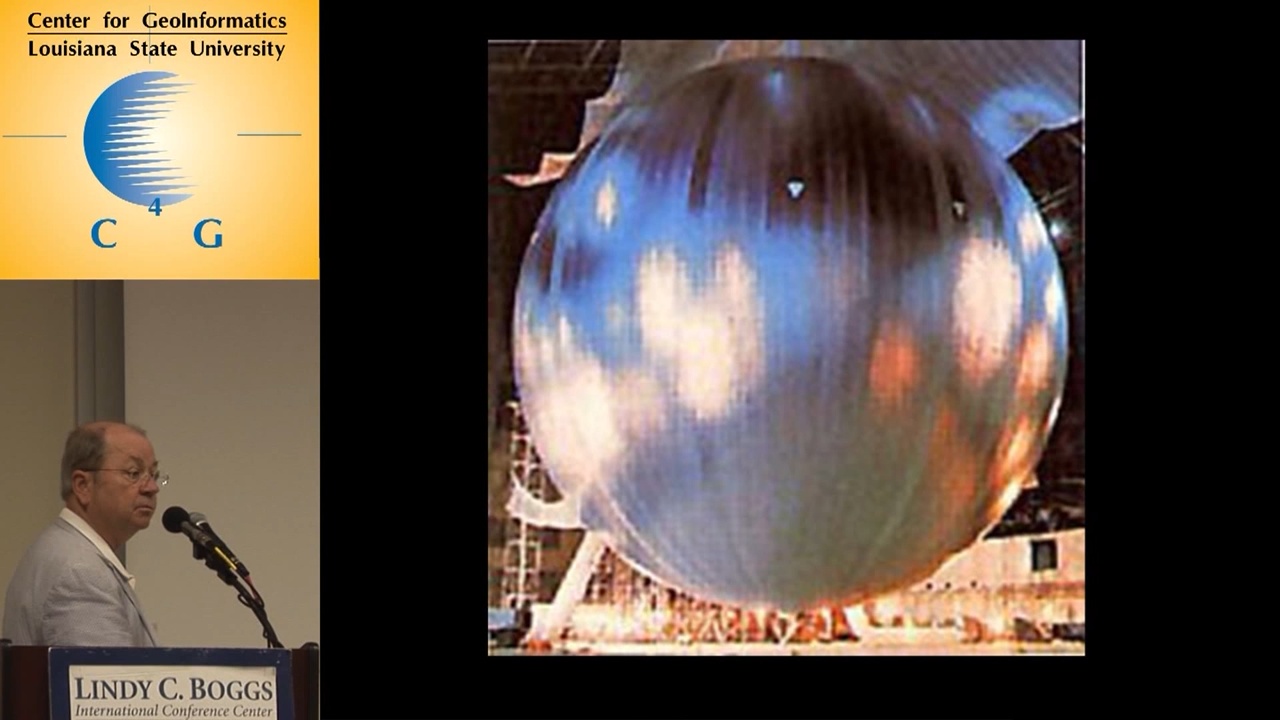 Center for GeoInformatics
Louisiana State University
4
C G
LINDY C. BOGGS
International Conference Center